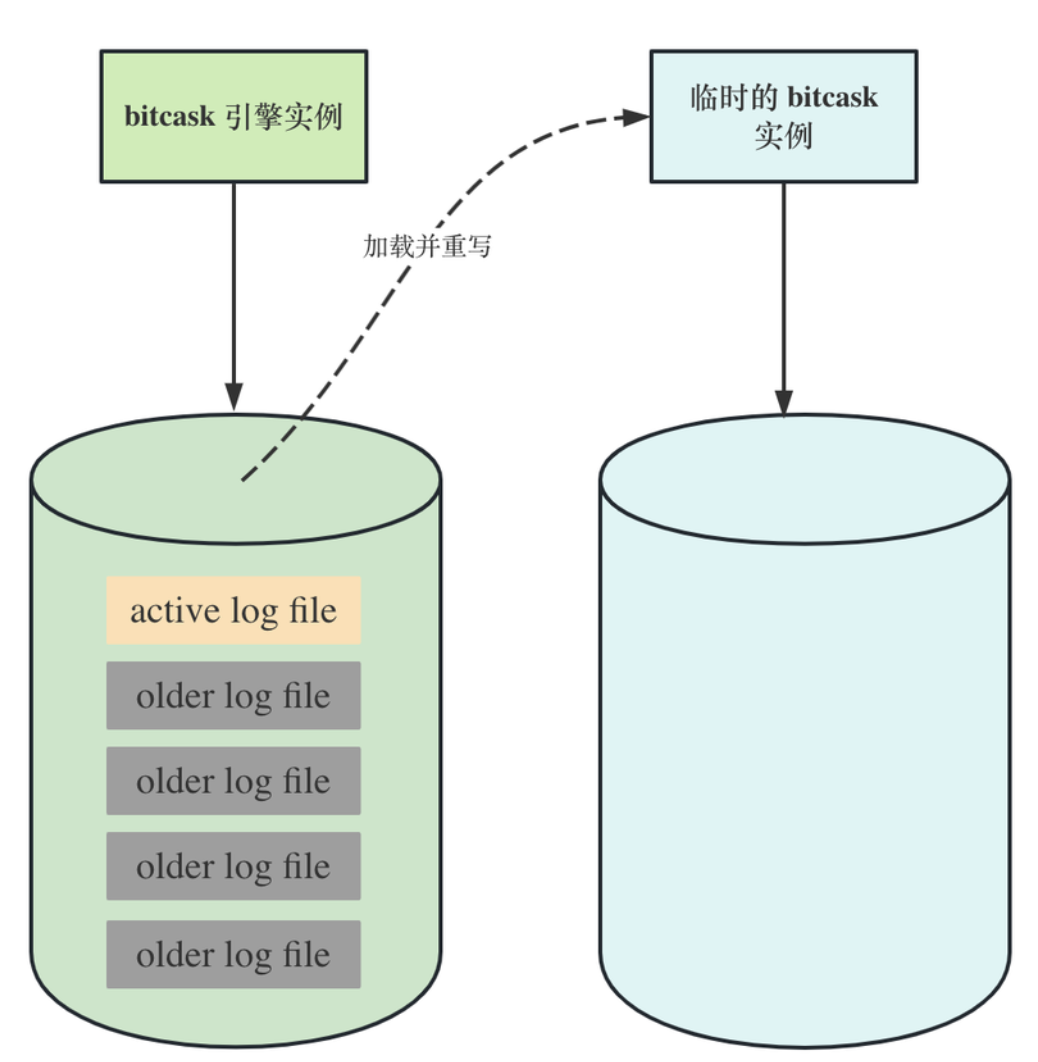 bitcask 引擎实例
临时的 bitcask
实例
加载并重写
active log file
older log file
older log file
older log file
older log file